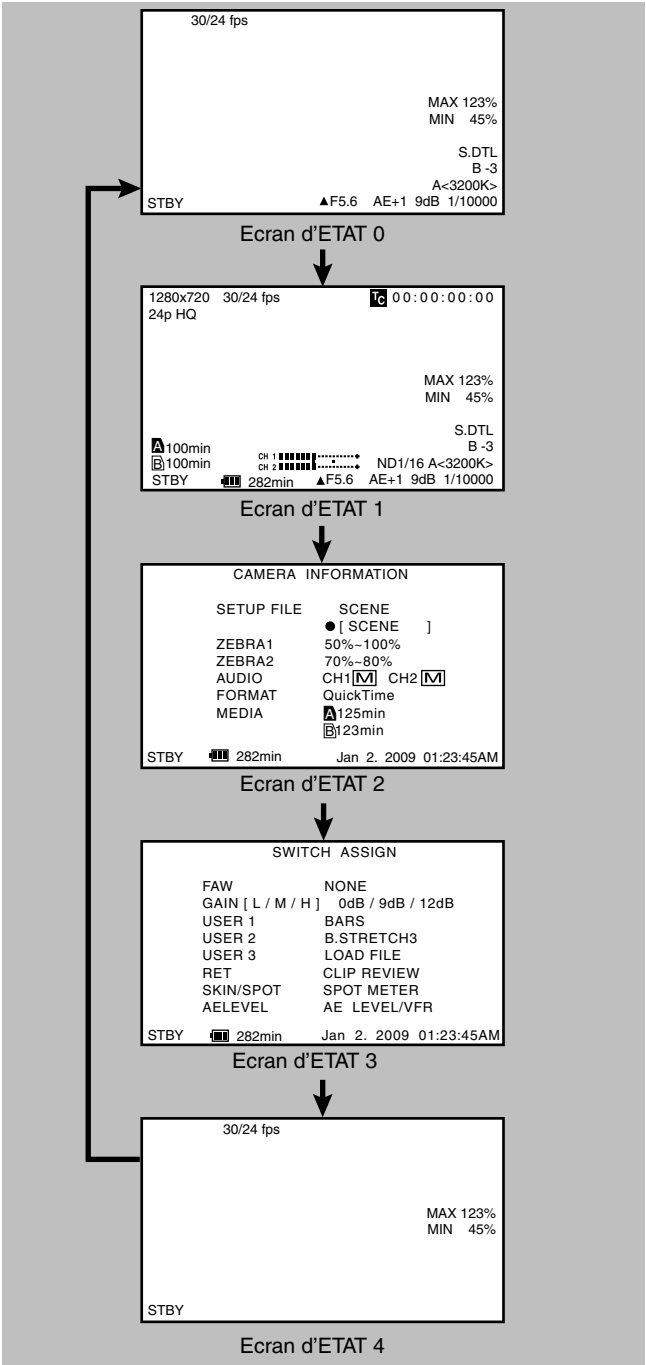 30/24 fps
MAX 123%
MIN 45%
S.DTL
B -3
A<3200K>
STBY ▲F5.6 AE+1 9dB 1/10000
Ecran d'ETAT 0
1280x720 30/24 fps TC 00:00:00:00
24p HQ
MAX 123%
MIN 45%
S.DTL
A 100min B -3
B 100min CH 1 CH 2 ND1/16 A<3200K>
STBY 282min ▲F5.6 AE+1 9dB 1/10000
Ecran d'ETAT 1
CAMERA INFORMATION
SETUP FILE SCENE
●[ SCENE ]
ZEBRA1 50%~100%
ZEBRA2 70%~80%
AUDIO CH1 M CH2 M
FORMAT QuickTime
MEDIA A 125min
B 123min
STBY 282min Jan 2. 2009 01:23:45AM
Ecran d'ETAT 2
SWITCH ASSIGN
FAW NONE
GAIN [ L / M / H ] 0dB / 9dB / 12dB
USER 1 BARS
USER 2 B.STRETCH3
USER 3 LOAD FILE
RET CLIP REVIEW
SKIN/SPOT SPOT METER
AELEVEL AE LEVEL/VFR
STBY 282min Jan 2. 2009 01:23:45AM
Ecran d'ETAT 3
30/24 fps
MAX 123%
MIN 45%
STBY
Ecran d'ETAT 4